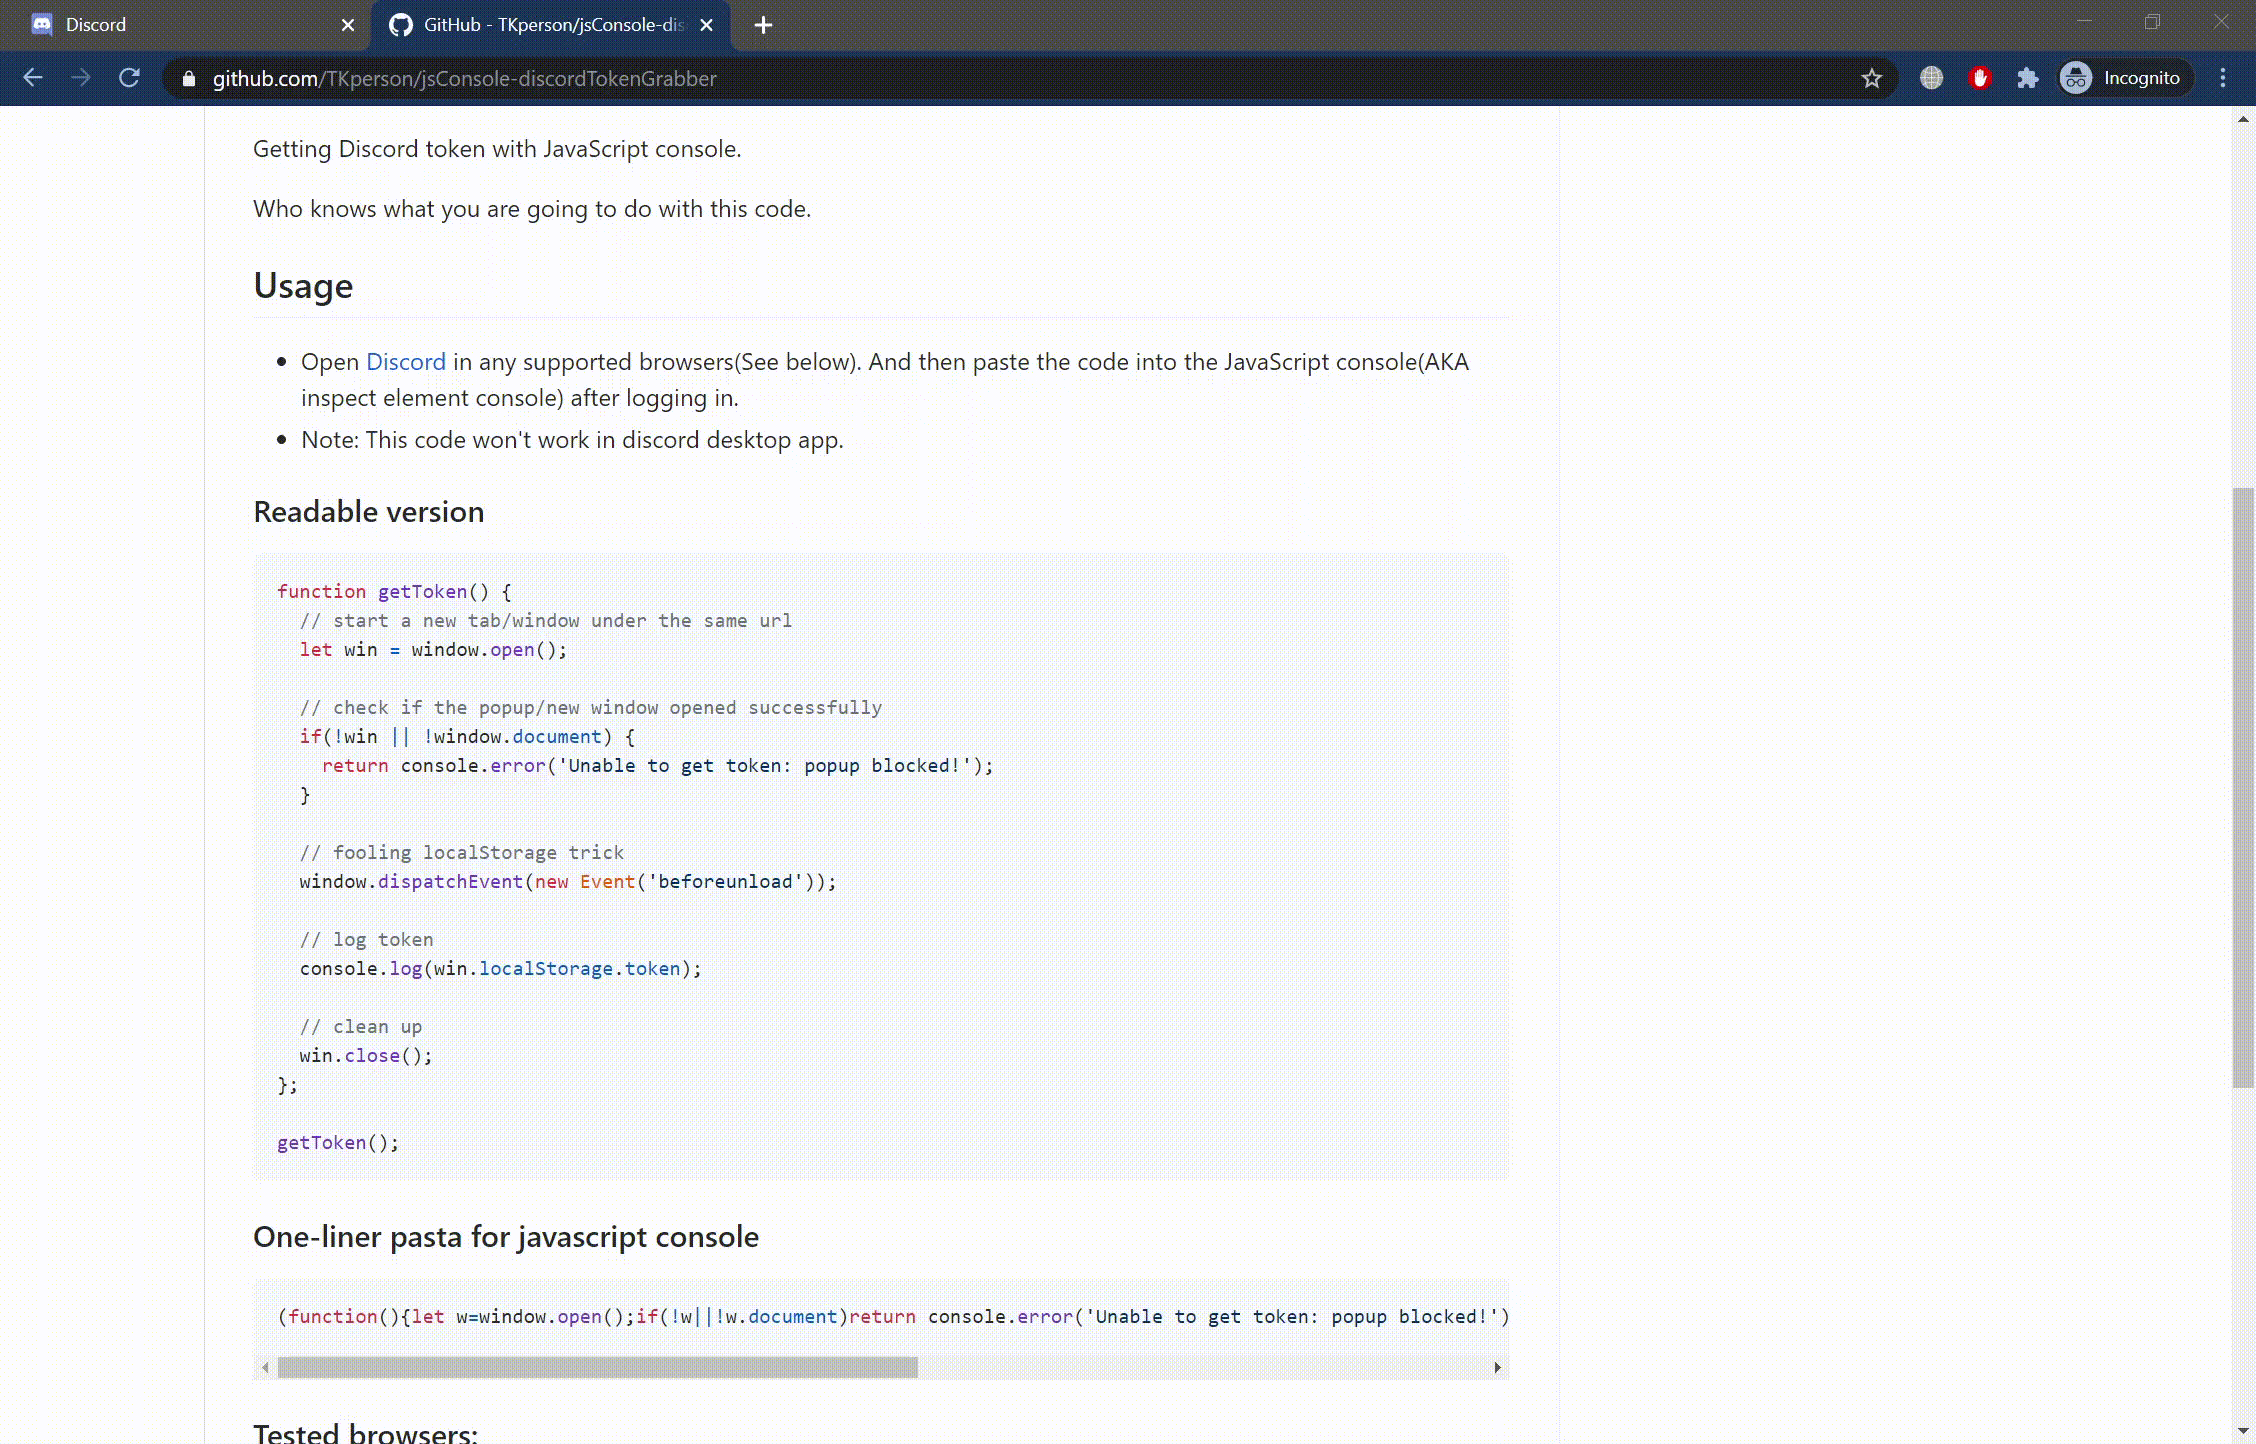 Discord
GitHub - TKperson/jsConsole-dis
github.com/TKperson/jsConsole-discordTokenGrabber
Incognito
Getting Discord token with JavaScript console.
Who knows what you are going to do with this code.
Usage
Open Discord in any supported browsers(See below). And then paste the code into the JavaScript console(AKA
inspect element console) after logging in.
Note: This code won't work in discord desktop app.
Readable version
function getToken() {
// start a new tab/window under the same url
let win = window.open();
// check if the popup/new window opened successfully
if(!win || !window.document) {
return console.error('Unable to get token: popup blocked!');
}
// fooling localStorage trick
window.dispatchEvent(new Event('beforeunload'));
// log token
console.log(win.localStorage.token);
// clean up
win.close();
};
getToken();
One-liner pasta for javascript console
(function(){let w=window.open();if(!w||!w.document)return console.error('Unable to get token: popup blocked!')
Tested browsers: